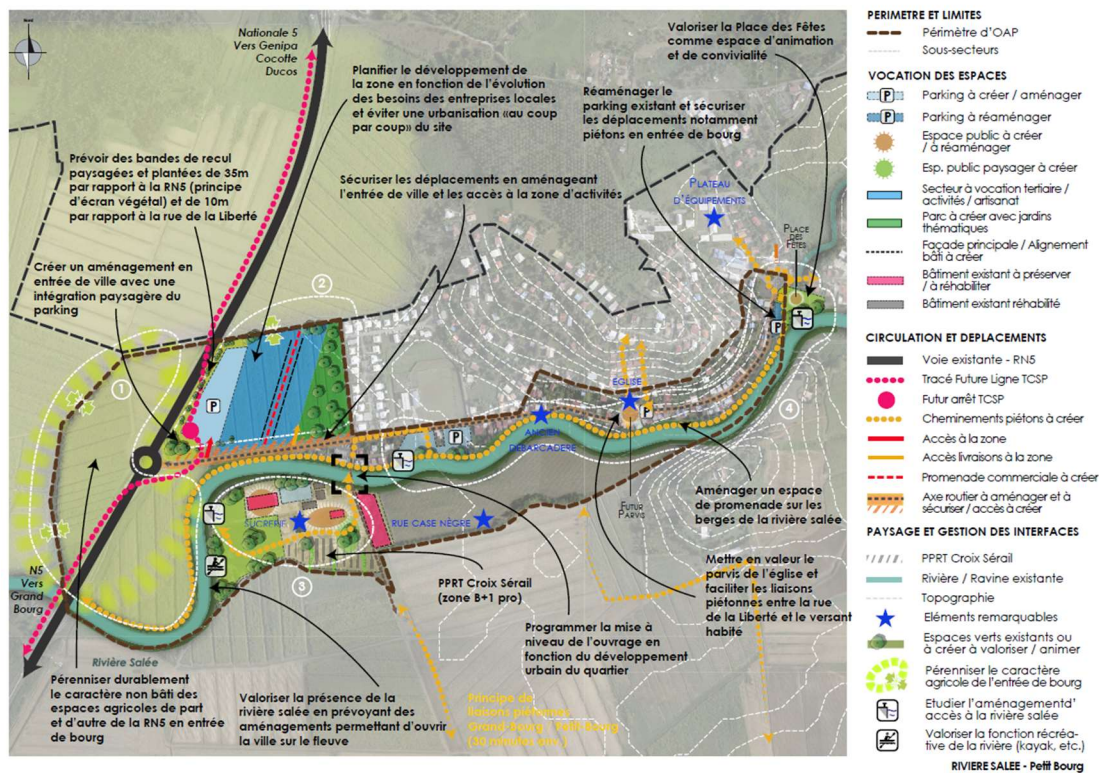 Nord
Nationale 5
Vers Genipa
Cocotte
Ducos
Planifier le développement de
la zone en fonction de l'évolution
des besoins des entreprises locales
et éviter une urbanisation «au coup
par coup» du site
Valoriser la Place des Fêtes
comme espace d'animation
et de convivialité
Réaménager le
parking existant et sécuriser
les déplacements notamment
piétons en entrée de bourg
Prévoir des bandes de recul
paysagées et plantées de 35m
par rapport à la RN5 (principe
d'écran végétal) et de 10m
par rapport à la rue de la Liberté
Sécuriser les déplacements en aménageant
l'entrée de ville et les accès à la zone d'activités
PLATEAU
D'ÉQUIPEMENTS
PLACE
DES
FÊTES
Créer un aménagement en
entrée de ville avec une
intégration paysagère du
parking
2
1
P
P
P
P
ÉGLISE
ANCIEN
DÉBARCADÈRE
4
FUTUR
PARVIS
SUCRERIE
RUE CASE NÈGRE
3
Aménager un espace
de promenade sur les
berges de la rivière salée
N5
Vers
Grand
Bourg
PPRT Croix Sérail
(zone B+1 pro)
Mettre en valeur le
parvis de l'église et
faciliter les liaisons
piétonnes entre la rue
de la Liberté et le versant
habité
Programmer la mise à
niveau de l'ouvrage en
fonction du développement
urbain du quartier
Rivière Salée
Pérenniser durablement
le caractère non bâti des
espaces agricoles de part
et d'autre de la RN5 en entrée
de bourg
Valoriser la présence de la
rivière salée en prévoyant des
aménagements permettant d'ouvrir
la ville sur le fleuve
Principe de
liaisons piétonnes
Grand-Bourg - Petit-Bourg
(30 minutes env.)
PERIMETRE ET LIMITES
Périmètre d'OAP
Sous-secteurs
VOCATION DES ESPACES
P
Parking à créer / aménager
P
Parking à réaménager
Espace public à créer
/ à réaménager
Esp. public paysager à créer
Secteur à vocation tertiaire /
activités / artisanat
Parc à créer avec jardins
thématiques
Façade principale / Alignement
bâti à créer
Bâtiment existant à préserver
/ à réhabiliter
Bâtiment existant réhabilité
CIRCULATION ET DEPLACEMENTS
Voie existante - RN5
Tracé Future Ligne TCSP
Futur arrêt TCSP
Cheminements piétons à créer
Accès à la zone
Accès livraisons à la zone
Promenade commerciale à créer
Axe routier à aménager et à
sécuriser / accès à créer
PAYSAGE ET GESTION DES INTERFACES
PPRT Croix Sérail
Rivière / Ravine existante
Topographie
Eléments remarquables
Espaces verts existants ou
à créer à valoriser / animer
Pérenniser le caractère
agricole de l'entrée de bourg
Etudier l'aménagementd'
accès à la rivière salée
Valoriser la fonction récréa-
tive de la rivière (kayak, etc.)
RIVIERE SALEE - Petit Bourg